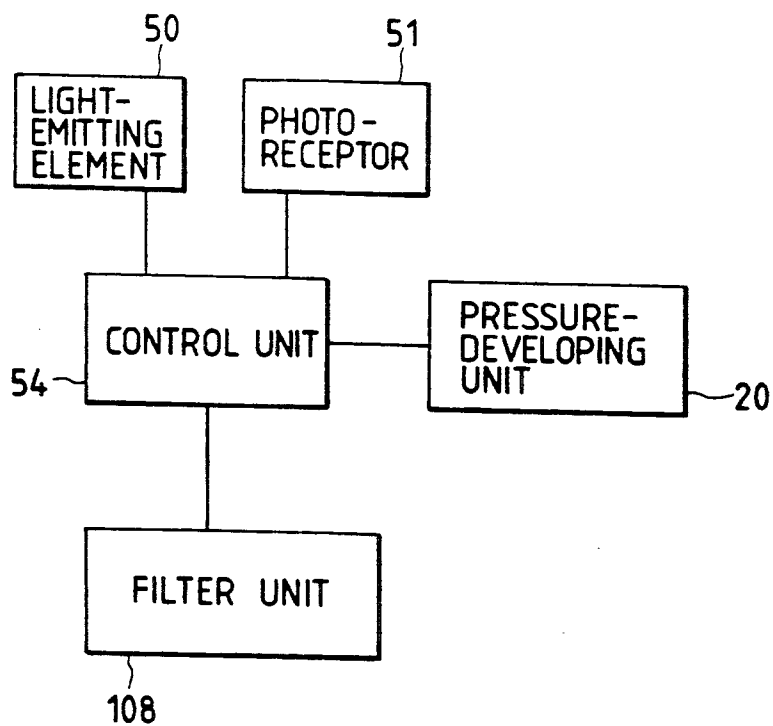 50
51
LIGHT-
EMITTING
ELEMENT
PHOTO-
RECEPTOR
CONTROL UNIT
54
PRESSURE-
DEVELOPING
UNIT
20
FILTER UNIT
108